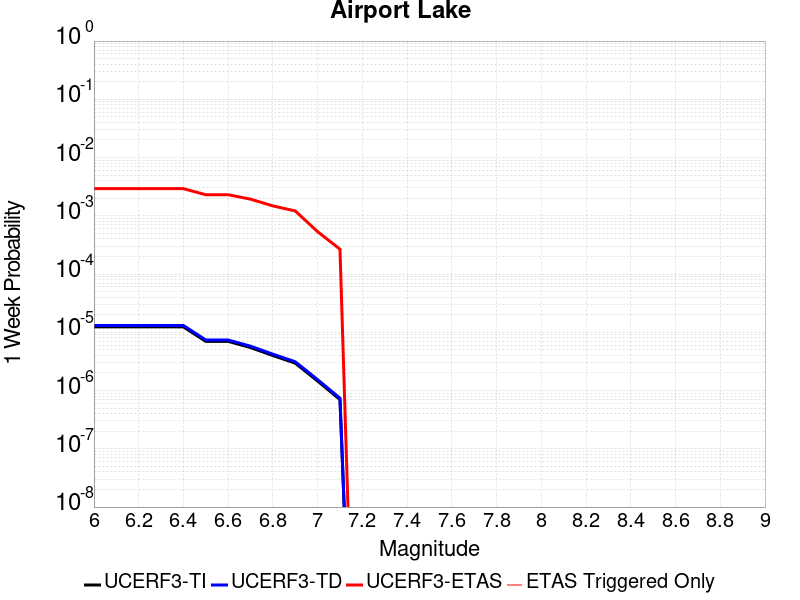 Airport Lake
1 Week Probability
10^0
10^-1
10^-2
10^-3
10^-4
10^-5
10^-6
10^-7
10^-8
6 6.2 6.4 6.6 6.8 7 7.2 7.4 7.6 7.8 8 8.2 8.4 8.6 8.8 9
Magnitude
UCERF3-TI UCERF3-TD UCERF3-ETAS ETAS Triggered Only